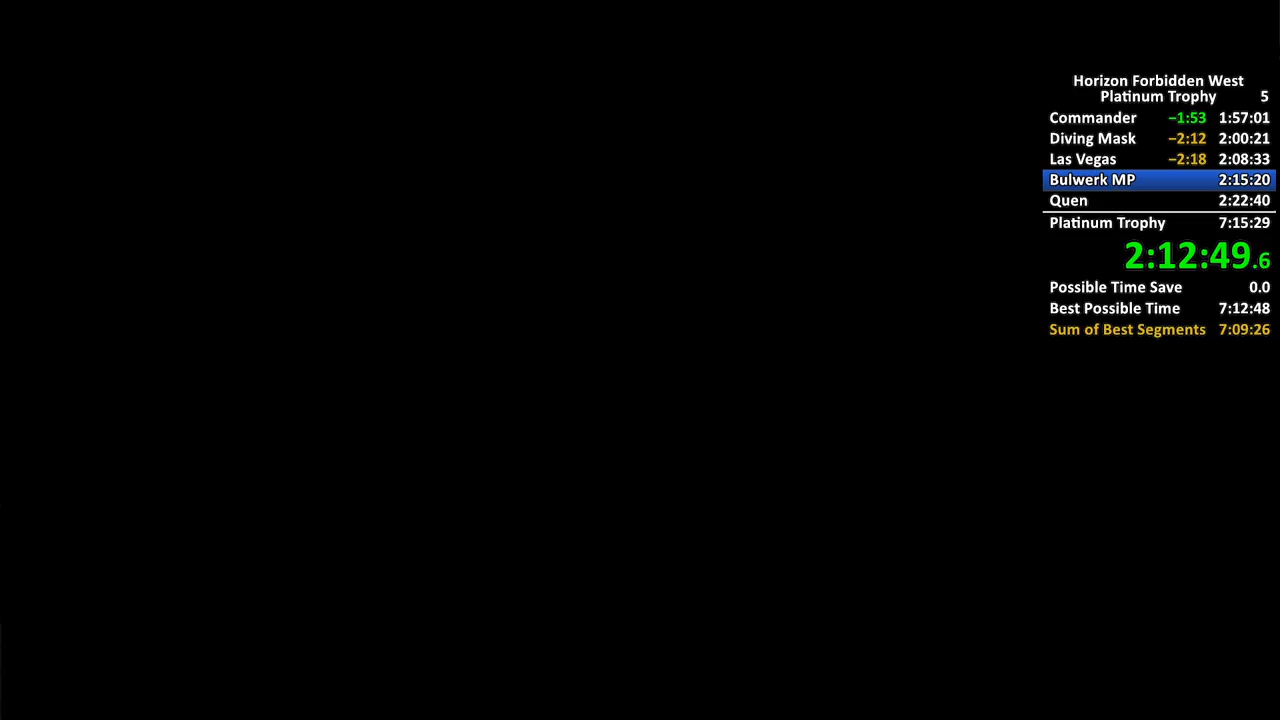 Horizon Forbidden West
Platinum Trophy 5
Commander −1:53 1:57:01
Diving Mask −2:12 2:00:21
Las Vegas −2:18 2:08:33
Bulwerk MP 2:15:20
Quen 2:22:40
Platinum Trophy 7:15:29
2:12:49.6
Possible Time Save 0.0
Best Possible Time 7:12:48
Sum of Best Segments 7:09:26